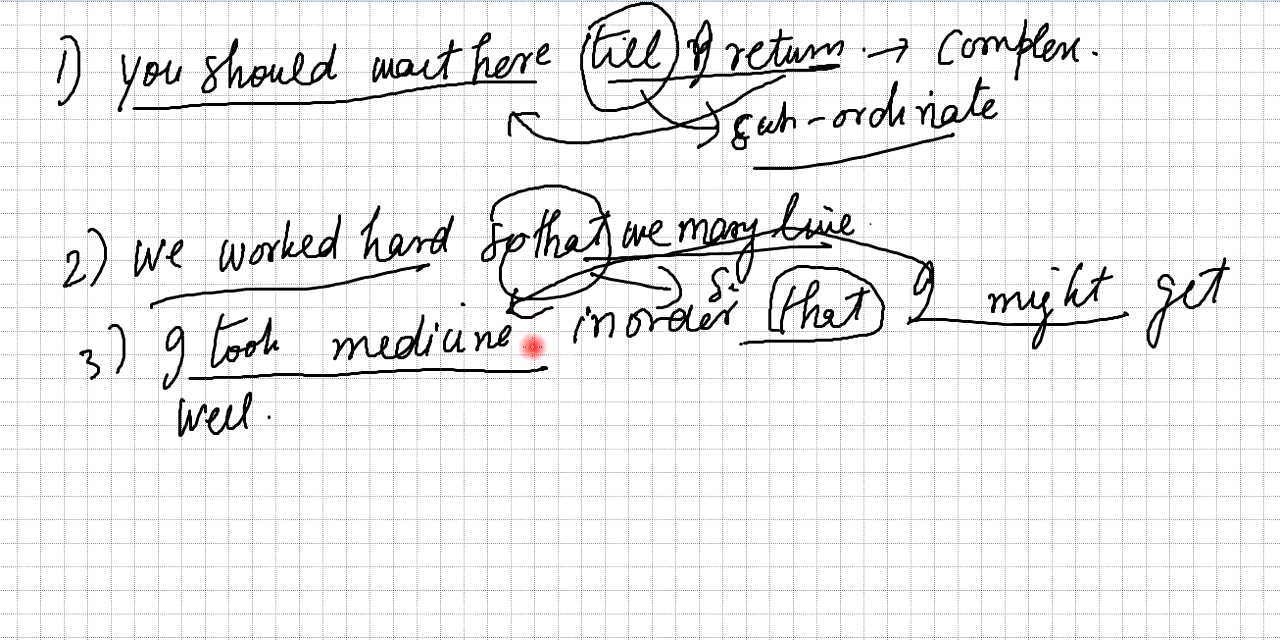 1) you should wait here till I return. → Complex.
sub-ordinate
2) We worked hard so that we may live.
S.
3) I took medicine in order that I might get
well.